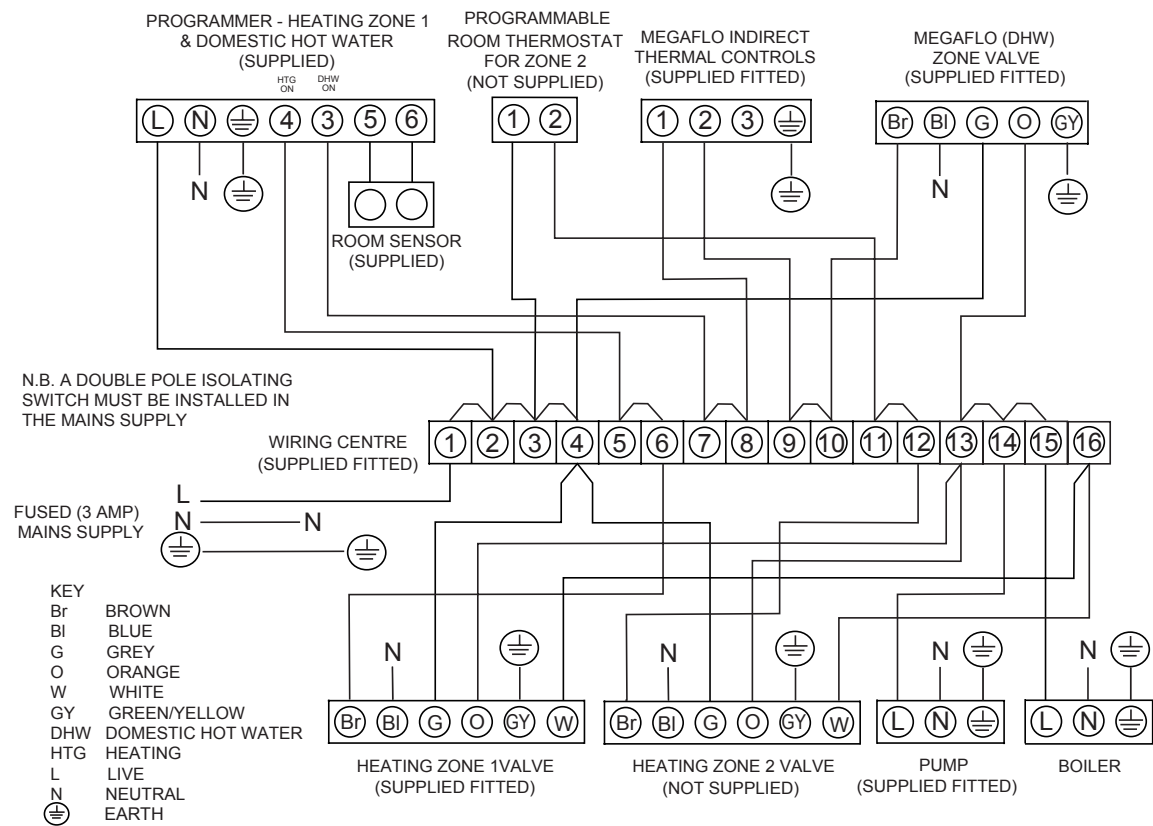 PROGRAMMER - HEATING ZONE 1
& DOMESTIC HOT WATER
(SUPPLIED)
HTG
ON
DHW
ON
L N 4 3 5 6
N
ROOM SENSOR
(SUPPLIED)
PROGRAMMABLE
ROOM THERMOSTAT
FOR ZONE 2
(NOT SUPPLIED)
1 2
MEGAFLO INDIRECT
THERMAL CONTROLS
(SUPPLIED FITTED)
1 2 3
MEGAFLO (DHW)
ZONE VALVE
(SUPPLIED FITTED)
Br Bl G O GY
N
N.B. A DOUBLE POLE ISOLATING
SWITCH MUST BE INSTALLED IN
THE MAINS SUPPLY
WIRING CENTRE
(SUPPLIED FITTED)
1 2 3 4 5 6 7 8 9 10 11 12 13 14 15 16
FUSED (3 AMP)
MAINS SUPPLY
L
N N
KEY
Br BROWN
Bl BLUE
G GREY
O ORANGE
W WHITE
GY GREEN/YELLOW
DHW DOMESTIC HOT WATER
HTG HEATING
L LIVE
N NEUTRAL
EARTH
N
Br Bl G O GY W
HEATING ZONE 1VALVE
(SUPPLIED FITTED)
N
Br Bl G O GY W
HEATING ZONE 2 VALVE
(NOT SUPPLIED)
N
L N
PUMP
(SUPPLIED FITTED)
N
L N
BOILER